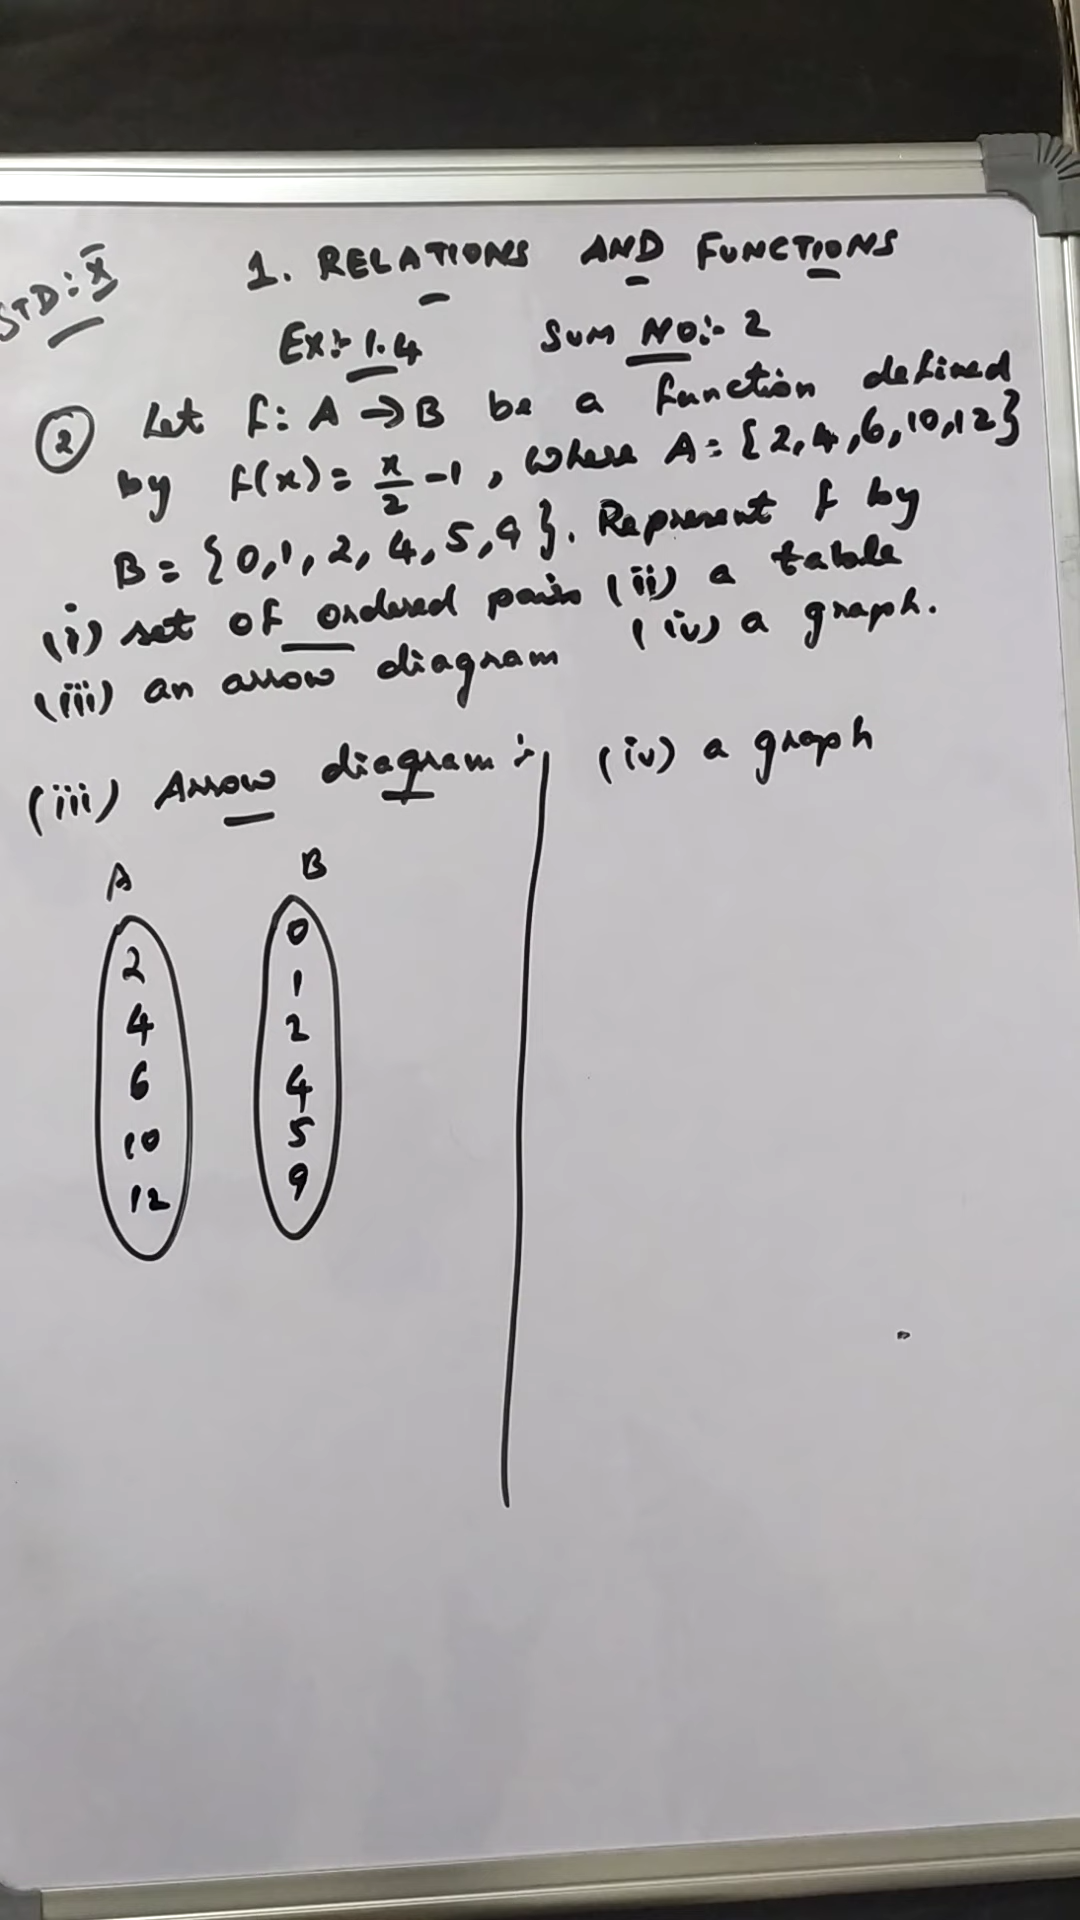 STD: X
1. RELATIONS AND FUNCTIONS
Ex:- 1.4 Sum No:- 2
(2) Let f: A → B be a function defined
by f(x) = x/2 - 1, where A = {2, 4, 6, 10, 12}
B = {0, 1, 2, 4, 5, 9}. Represent f by
(i) set of ordered pairs (ii) a table
(iii) an arrow diagram (iv) a graph.
(iii) Arrow diagram :-
A B
2
4
6
10
12
0
1
2
4
5
9
(iv) a graph